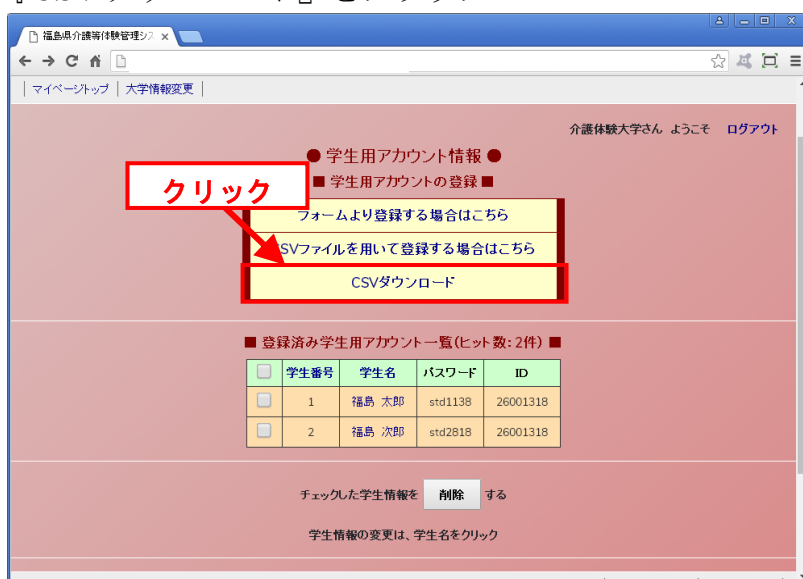 福島県介護等体験管理シス
マイページトップ 大学情報変更
介護体験大学さん ようこそ ログアウト
● 学生用アカウント情報 ●
■ 学生用アカウントの登録 ■
クリック
フォームより登録する場合はこちら
SVファイルを用いて登録する場合はこちら
CSVダウンロード
■ 登録済み学生用アカウント一覧(ヒット数: 2件) ■
学生番号 学生名 パスワード ID
1 福島 太郎 std1138 26001318
2 福島 次郎 std2818 26001318
チェックした学生情報を 削除 する
学生情報の変更は、学生名をクリック